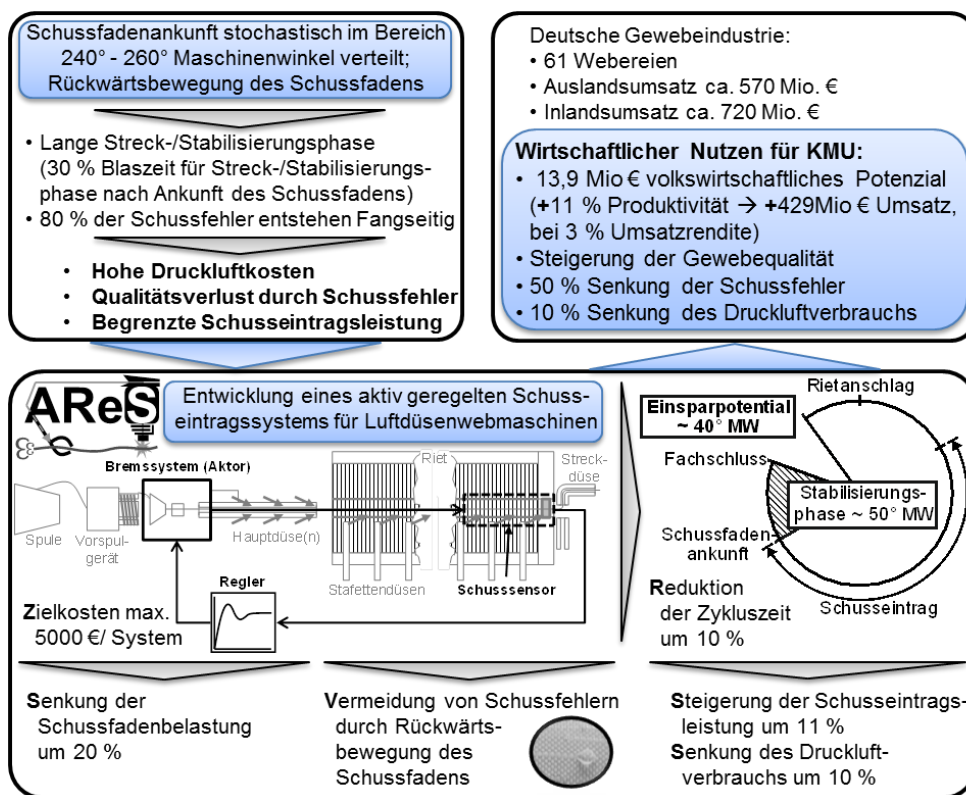 Schussfadenankunft stochastisch im Bereich
240° - 260° Maschinenwinkel verteilt;
Rückwärtsbewegung des Schussfadens
• Lange Streck-/Stabilisierungsphase
(30 % Blaszeit für Streck-/Stabilisierungs-
phase nach Ankunft des Schussfadens)
• 80 % der Schussfehler entstehen Fangseitig
• Hohe Druckluftkosten
• Qualitätsverlust durch Schussfehler
• Begrenzte Schusseintragsleistung
Deutsche Gewebeindustrie:
• 61 Webereien
• Auslandsumsatz ca. 570 Mio. €
• Inlandsumsatz ca. 720 Mio. €
Wirtschaftlicher Nutzen für KMU:
• 13,9 Mio € volkswirtschaftliches Potenzial
(+11 % Produktivität → +429Mio € Umsatz,
bei 3 % Umsatzrendite)
• Steigerung der Gewebequalität
• 50 % Senkung der Schussfehler
• 10 % Senkung des Druckluftverbrauchs
AReS
Entwicklung eines aktiv geregelten Schuss-
eintragssystems für Luftdüsenwebmaschinen
Bremssystem (Aktor)
Riet
Streck-
düse
Spule
Vorspul-
gerät
Hauptdüse(n)
Stafettendüsen
Schusssensor
Regler
Zielkosten max.
5000 €/ System
Rietanschlag
Einsparpotential
~ 40° MW
Fachschluss
Stabilisierungs-
phase ~ 50° MW
Schussfaden-
ankunft
Schusseintrag
Reduktion
der Zykluszeit
um 10 %
Senkung der
Schussfadenbelastung
um 20 %
Vermeidung von Schussfehlern
durch Rückwärts-
bewegung des
Schussfadens
Steigerung der Schusseintrags-
leistung um 11 %
Senkung des Druckluft-
verbrauchs um 10 %